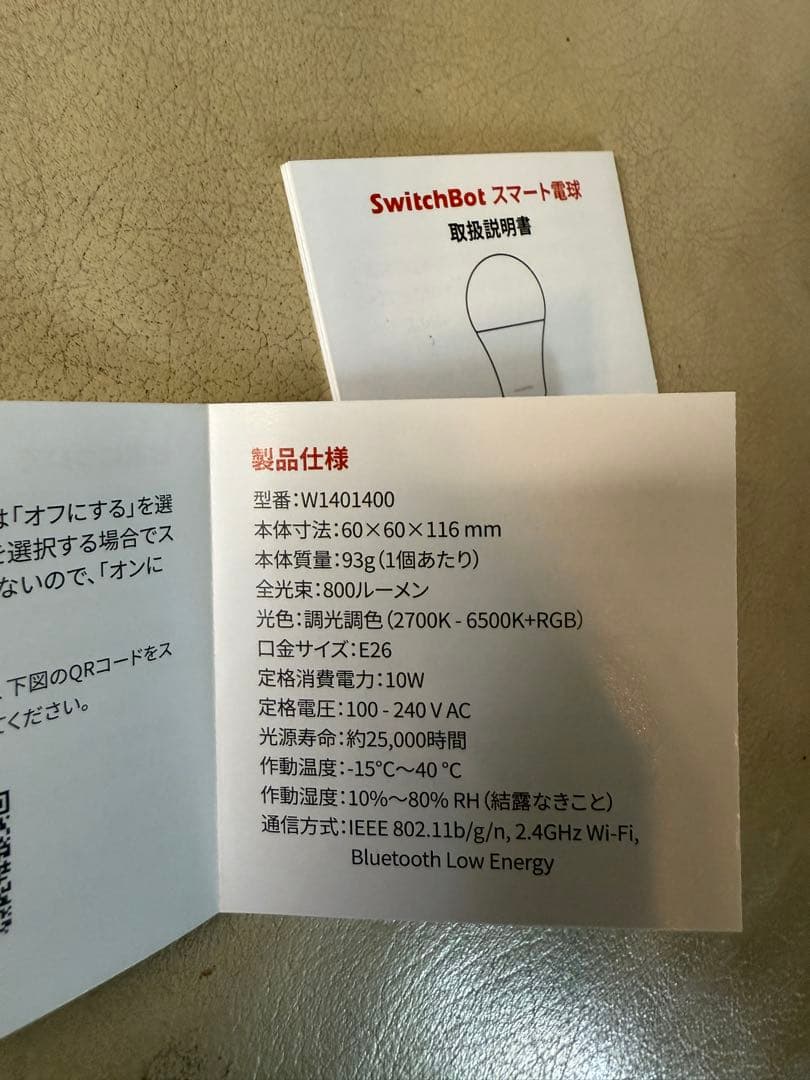 SwitchBot スマート電球
取扱説明書
は「オフにする」を選
を選択する場合でス
ないので、「オンに
下図のQRコードをス
てください。
製品仕様
型番：W1401400
本体寸法：60×60×116 mm
本体質量：93g（1個あたり）
全光束：800ルーメン
光色：調光調色（2700K - 6500K+RGB）
口金サイズ：E26
定格消費電力：10W
定格電圧：100 - 240 V AC
光源寿命：約25,000時間
作動温度：-15℃～40 ℃
作動湿度：10%～80% RH（結露なきこと）
通信方式：IEEE 802.11b/g/n, 2.4GHz Wi-Fi,
Bluetooth Low Energy